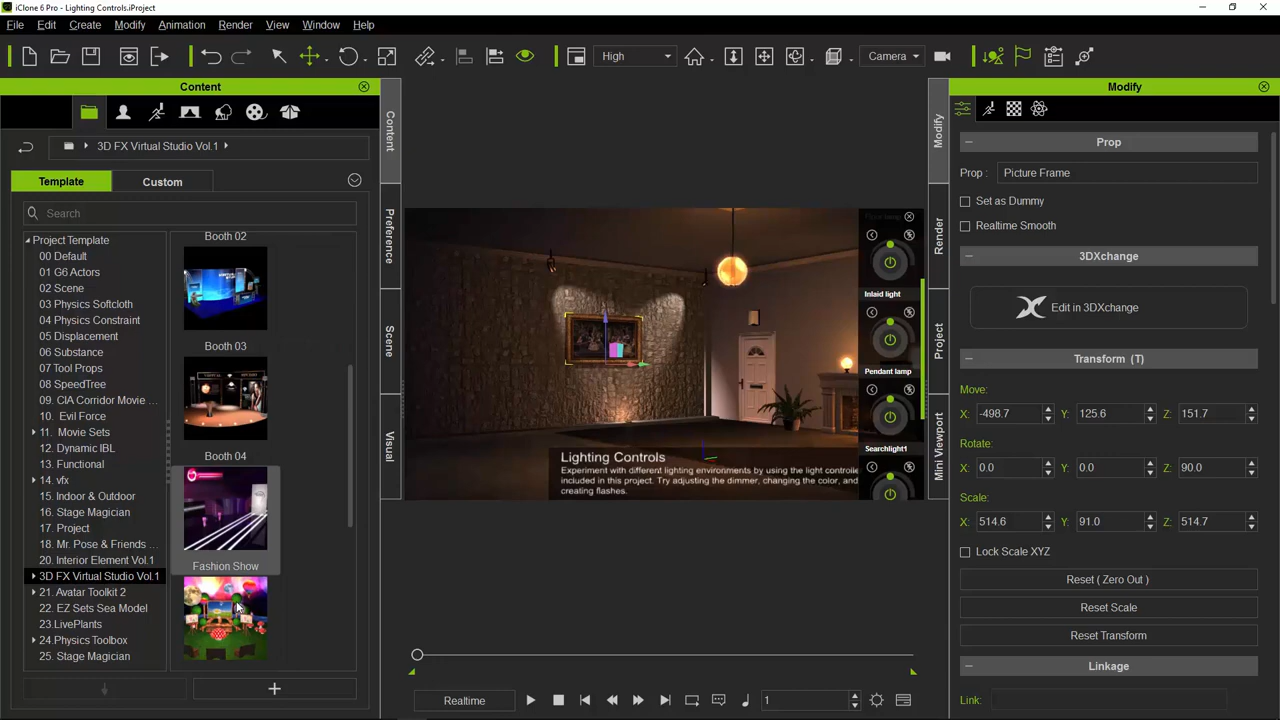 iClone 6 Pro - Lighting Controls.iProject
File Edit Create Modify Animation Render View Window Help
High
Camera
Content
3D FX Virtual Studio Vol.1
Template Custom
Search
Project Template
00 Default
01 G6 Actors
02 Scene
03 Physics Softcloth
04 Physics Constraint
05 Displacement
06 Substance
07 Tool Props
08 SpeedTree
09. CIA Corridor Movie ...
10. Evil Force
11. Movie Sets
12. Dynamic IBL
13. Functional
14. vfx
15. Indoor & Outdoor
16. Stage Magician
17. Project
18. Mr. Pose & Friends ...
20. Interior Element Vol.1
3D FX Virtual Studio Vol.1
21. Avatar Toolkit 2
22. EZ Sets Sea Model
23.LivePlants
24.Physics Toolbox
25. Stage Magician
Booth 02
Booth 03
Booth 04
Fashion Show
Content
Preference
Scene
Visual
Inlaid light
Pendant lamp
Searchlight1
Lighting Controls
Experiment with different lighting environments by using the light controlle
included in this project. Try adjusting the dimmer, changing the color, and
creating flashes.
Realtime
1
Modify
Render
Project
Mini Viewport
Modify
Prop
Prop : Picture Frame
Set as Dummy
Realtime Smooth
3DXchange
Edit in 3DXchange
Transform (T)
Move:
X: -498.7 Y: 125.6 Z: 151.7
Rotate:
X: 0.0 Y: 0.0 Z: 90.0
Scale:
X: 514.6 Y: 91.0 Z: 514.7
Lock Scale XYZ
Reset ( Zero Out )
Reset Scale
Reset Transform
Linkage
Link: